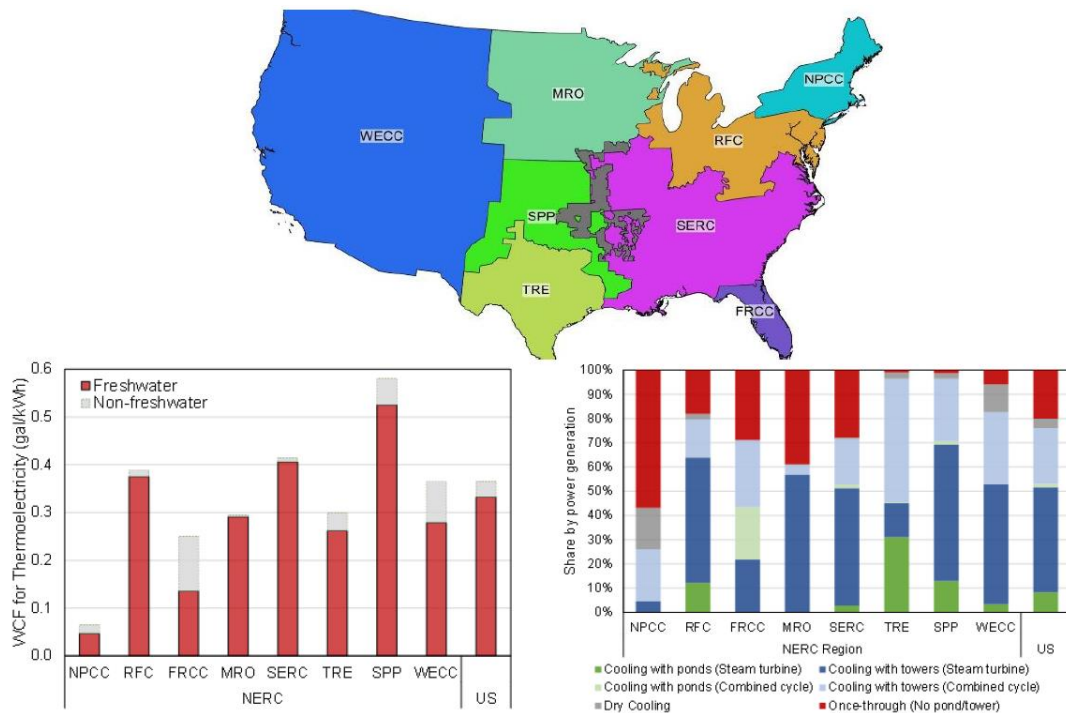 NPCC
MRO
WECC
RFC
SPP
SERC
TRE
FRCC
WCF for Thermoelectricity (gal/kWh)
0.6
0.5
0.4
0.3
0.2
0.1
0.0
Freshwater
Non-freshwater
NPCC RFC FRCC MRO SERC TRE SPP WECC
NERC US
Share by power generation
100%
90%
80%
70%
60%
50%
40%
30%
20%
10%
0%
NPCC RFC FRCC MRO SERC TRE SPP WECC
NERC Region US
Cooling with ponds (Steam turbine) Cooling with towers (Steam turbine)
Cooling with ponds (Combined cycle) Cooling with towers (Combined cycle)
Dry Cooling Once-through (No pond/tower)